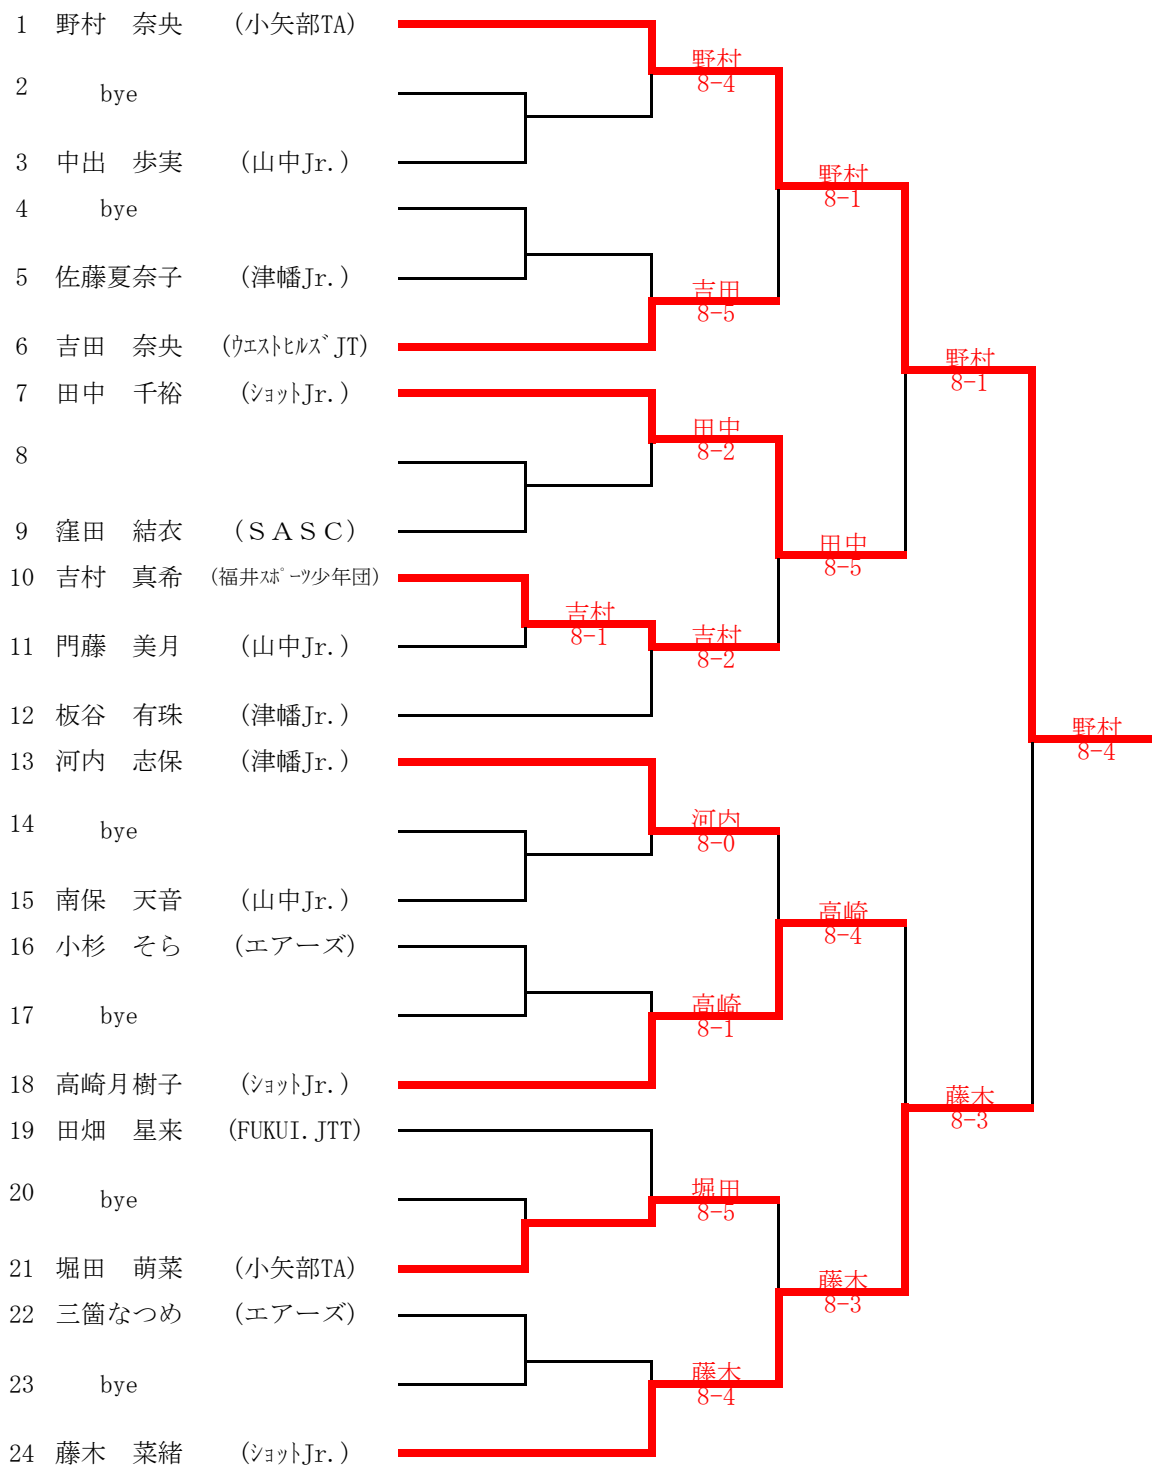 1 野村 奈央 (小矢部TA)
野村
8-4
2 bye
3 中出 歩実 (山中Jr.)
野村
8-1
4 bye
5 佐藤夏奈子 (津幡Jr.)
吉田
8-5
6 吉田 奈央 (ｳｴｽﾄﾋﾙｽﾞJT)
野村
8-1
7 田中 千裕 (ｼｮｯﾄJr.)
田中
8-2
8
9 窪田 結衣 (ＳＡＳＣ)
田中
8-5
10 吉村 真希 (福井ｽﾎﾟｰﾂ少年団)
吉村
8-1
11 門藤 美月 (山中Jr.)
吉村
8-2
12 板谷 有珠 (津幡Jr.)
野村
8-4
13 河内 志保 (津幡Jr.)
河内
8-0
14 bye
15 南保 天音 (山中Jr.)
高崎
8-4
16 小杉 そら (エアーズ)
17 bye
高崎
8-1
18 高崎月樹子 (ｼｮｯﾄJr.)
藤木
8-3
19 田畑 星来 (FUKUI.JTT)
20 bye
堀田
8-5
21 堀田 萌菜 (小矢部TA)
藤木
8-3
22 三箇なつめ (エアーズ)
23 bye
藤木
8-4
24 藤木 菜緒 (ｼｮｯﾄJr.)